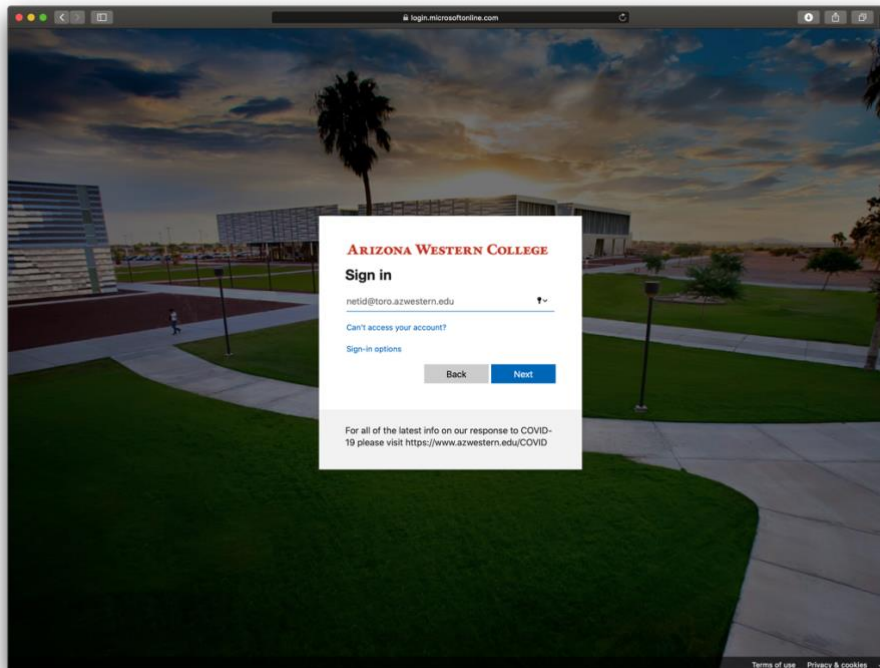 login.microsoftonline.com
ARIZONA WESTERN COLLEGE
Sign in
netid@toro.azwestern.edu
Can't access your account?
Sign-in options
Back
Next
For all of the latest info on our response to COVID-
19 please visit https://www.azwestern.edu/COVID
Terms of use
Privacy & cookies